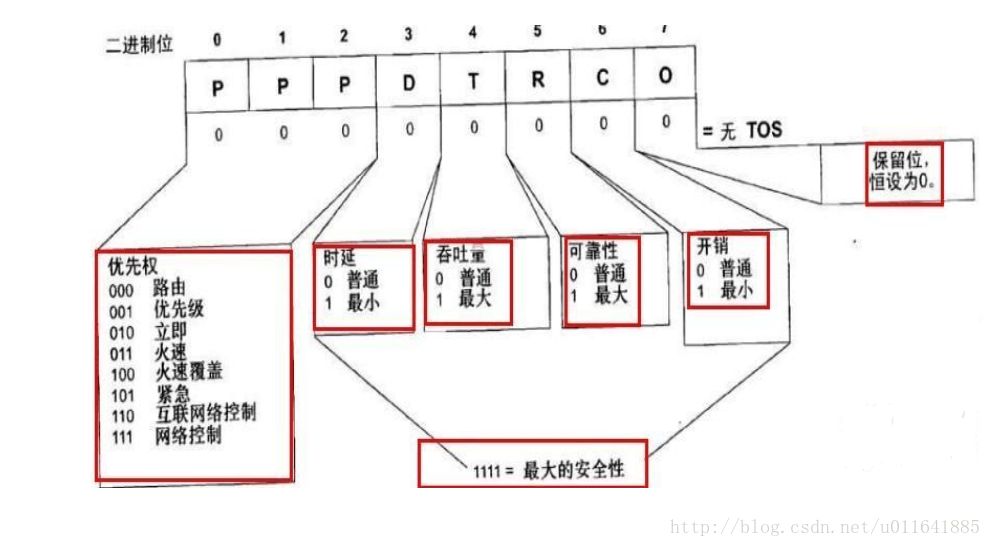 二进制位 0 1 2 3 4 5 6 7
P P P D T R C O
0 0 0 0 0 0 0 0 = 无 TOS
保留位，
恒设为0。
优先权
000 路由
001 优先级
010 立即
011 火速
100 火速覆盖
101 紧急
110 互联网络控制
111 网络控制
时延
0 普通
1 最小
吞吐量
0 普通
1 最大
可靠性
0 普通
1 最大
开销
0 普通
1 最小
1111 = 最大的安全性
http://blog.csdn.net/u011641885